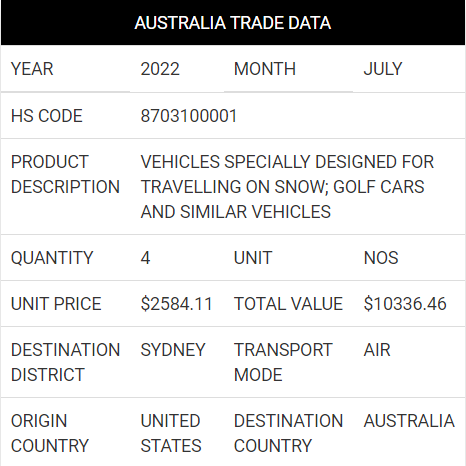 AUSTRALIA TRADE DATA
YEAR 2022 MONTH JULY
HS CODE 8703100001
PRODUCT DESCRIPTION VEHICLES SPECIALLY DESIGNED FOR
TRAVELLING ON SNOW; GOLF CARS
AND SIMILAR VEHICLES
QUANTITY 4 UNIT NOS
UNIT PRICE $2584.11 TOTAL VALUE $10336.46
DESTINATION DISTRICT SYDNEY TRANSPORT MODE AIR
ORIGIN COUNTRY UNITED STATES DESTINATION COUNTRY AUSTRALIA